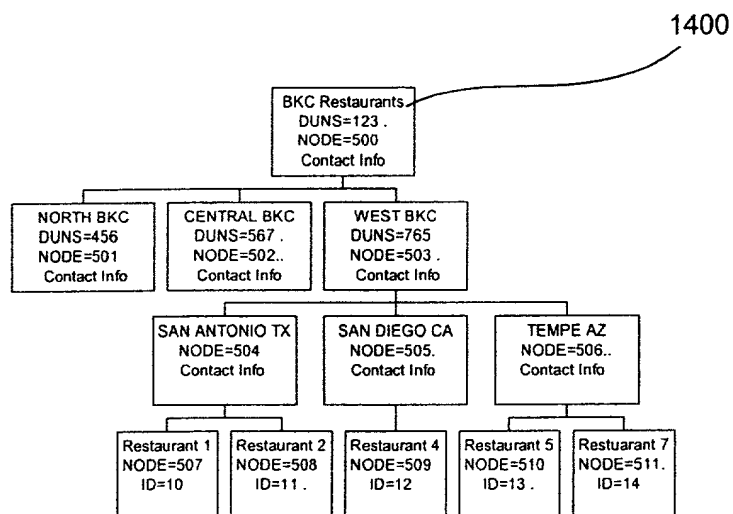 1400
BKC Restaurants
DUNS=123 .
NODE=500
Contact Info
NORTH BKC
DUNS=456
NODE=501
Contact Info
CENTRAL BKC
DUNS=567 .
NODE=502..
Contact Info
WEST BKC
DUNS=765
NODE=503 .
Contact Info
SAN ANTONIO TX
NODE=504
Contact Info
SAN DIEGO CA
NODE=505.
Contact Info
TEMPE AZ
NODE=506..
Contact Info
Restaurant 1
NODE=507
ID=10
Restaurant 2
NODE=508
ID=11 .
Restaurant 4
NODE=509
ID=12
Restaurant 5
NODE=510
ID=13 .
Restuarant 7
NODE=511.
ID=14